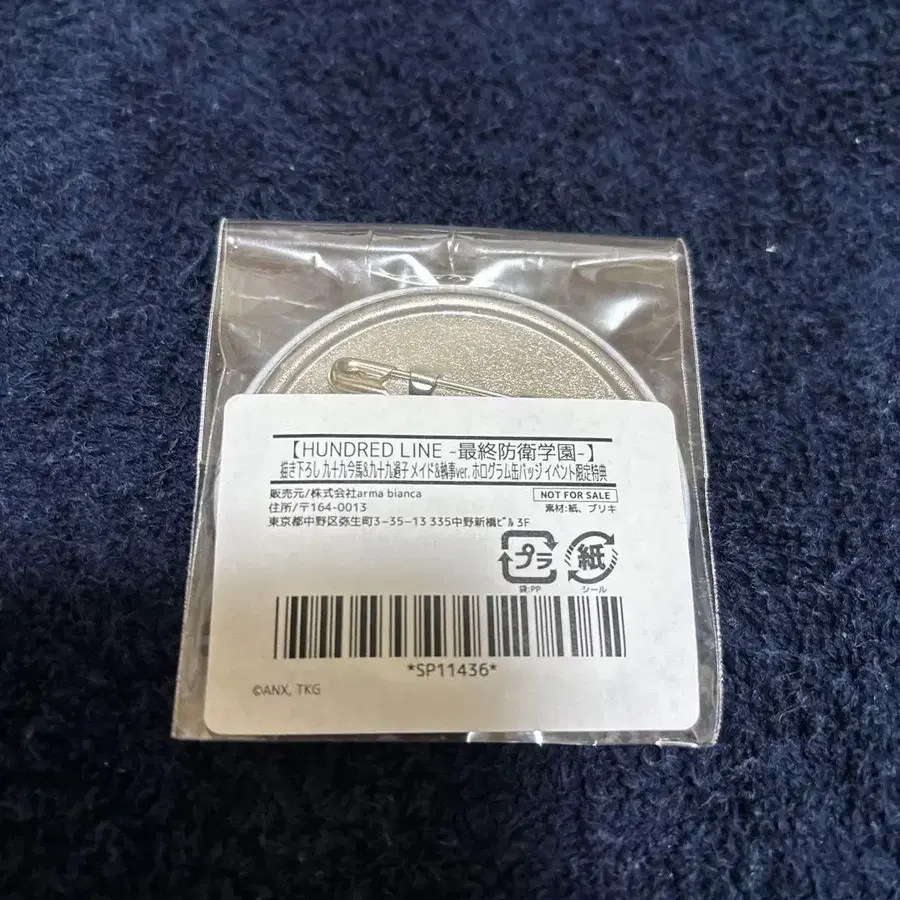 【HUNDRED LINE -最終防衛学園-】
描き下ろし 九十九今馬&九十九過子 メイド&執事ver. ホログラム缶バッジ イベント限定特典
販売元/株式会社arma bianca
NOT FOR SALE
住所/〒164-0013
素材:紙、ブリキ
東京都中野区弥生町3-35-13 335中野新橋ﾋﾞﾙ 3F
プラ
紙
袋:PP
シール
*SP11436*
©ANX, TKG